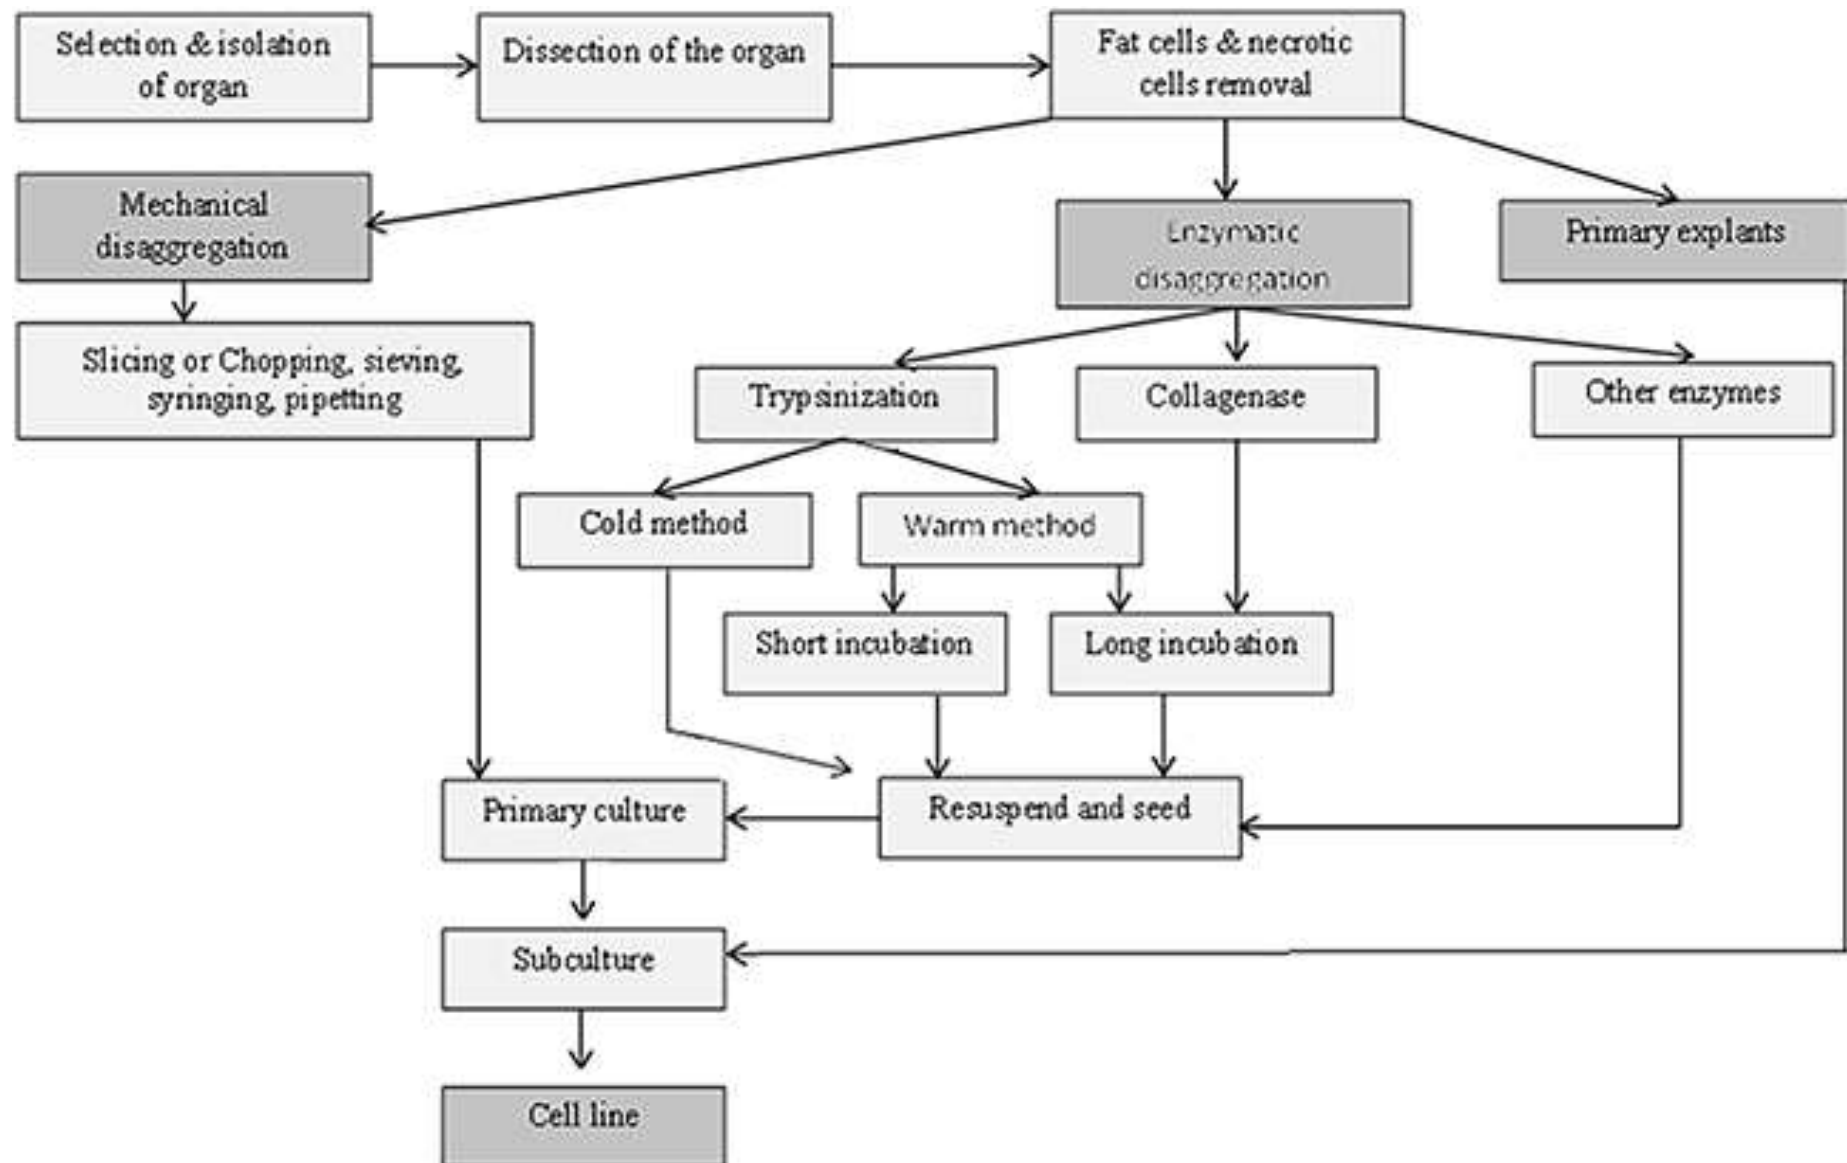 Selection & isolation
of organ
Dissection of the organ
Fat cells & necrotic
cells removal
Mechanical
disaggregation
Enzymatic
disaggregation
Primary explants
Slicing or Chopping, sieving,
syringing, pipetting
Trypsinization
Collagenase
Other enzymes
Cold method
Warm method
Short incubation
Long incubation
Primary culture
Resuspend and seed
Subculture
Cell line